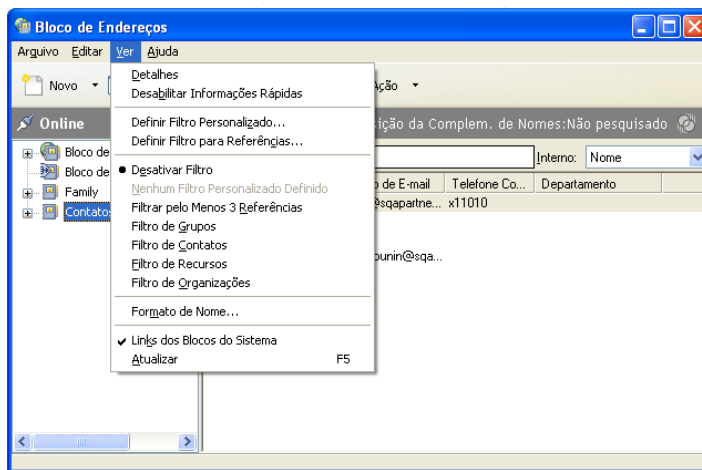 Bloco de Endereços
Arquivo Editar Ver Ajuda
Novo
Ação
Online
ição da Complem. de Nomes:Não pesquisado
Bloco de
Bloco de
Family
Contatos
Interno: Nome
o de E-mail Telefone Co... Departamento
@sqapartne... x11010
bunin@sqa...
Detalhes
Desabilitar Informações Rápidas
Definir Filtro Personalizado...
Definir Filtro para Referências...
Desativar Filtro
Nenhum Filtro Personalizado Definido
Filtrar pelo Menos 3 Referências
Filtro de Grupos
Filtro de Contatos
Filtro de Recursos
Filtro de Organizações
Formato de Nome...
Links dos Blocos do Sistema
Atualizar F5